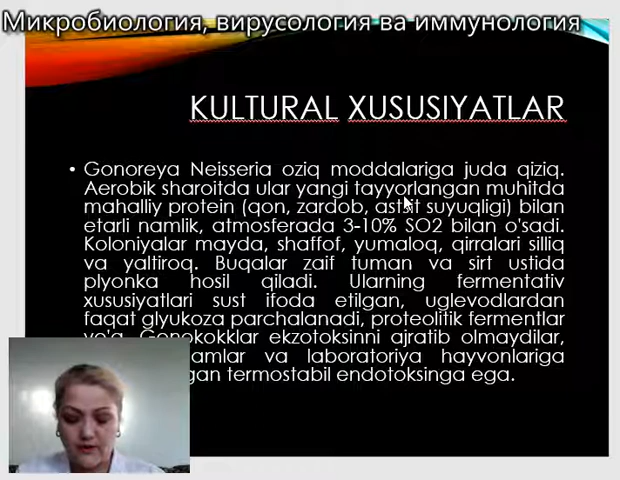 Микробиология, вирусология ва иммунология
KULTURAL XUSUSIYATLAR
• Gonoreya Neisseria oziq moddalariga juda qiziq.
Aerobik sharoitda ular yangi tayyorlangan muhitda
mahalliy protein (qon, zardob, astsit suyuqligi) bilan
etarli namlik, atmosferada 3-10% SO2 bilan o'sadi.
Koloniyalar mayda, shaffof, yumaloq, qirralari silliq
va yaltiroq. Buqalar zaif tuman va sirt ustida
plyonka hosil qiladi. Ularning fermentativ
xususiyatlari sust ifoda etilgan, uglevodlardan
faqat glyukoza parchalanadi, proteolitik fermentlar
yo'q. Gonokokklar ekzotoksinni ajratib olmaydilar,
va laboratoriya hayvonlariga
termostabil endotoksinga ega.